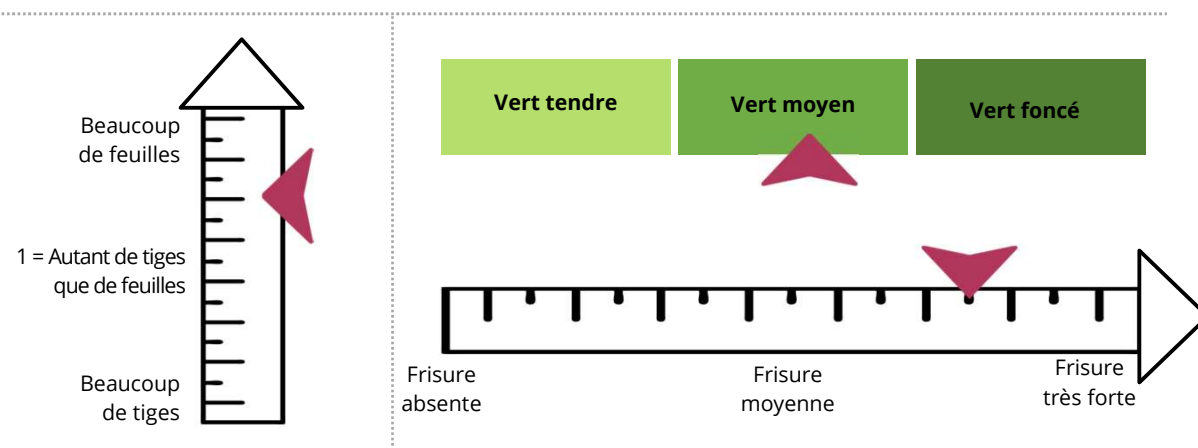 Beaucoup
de feuilles
1 = Autant de tiges
que de feuilles
Beaucoup
de tiges
Vert tendre
Vert moyen
Vert foncé
Frisure
absente
Frisure
moyenne
Frisure
très forte